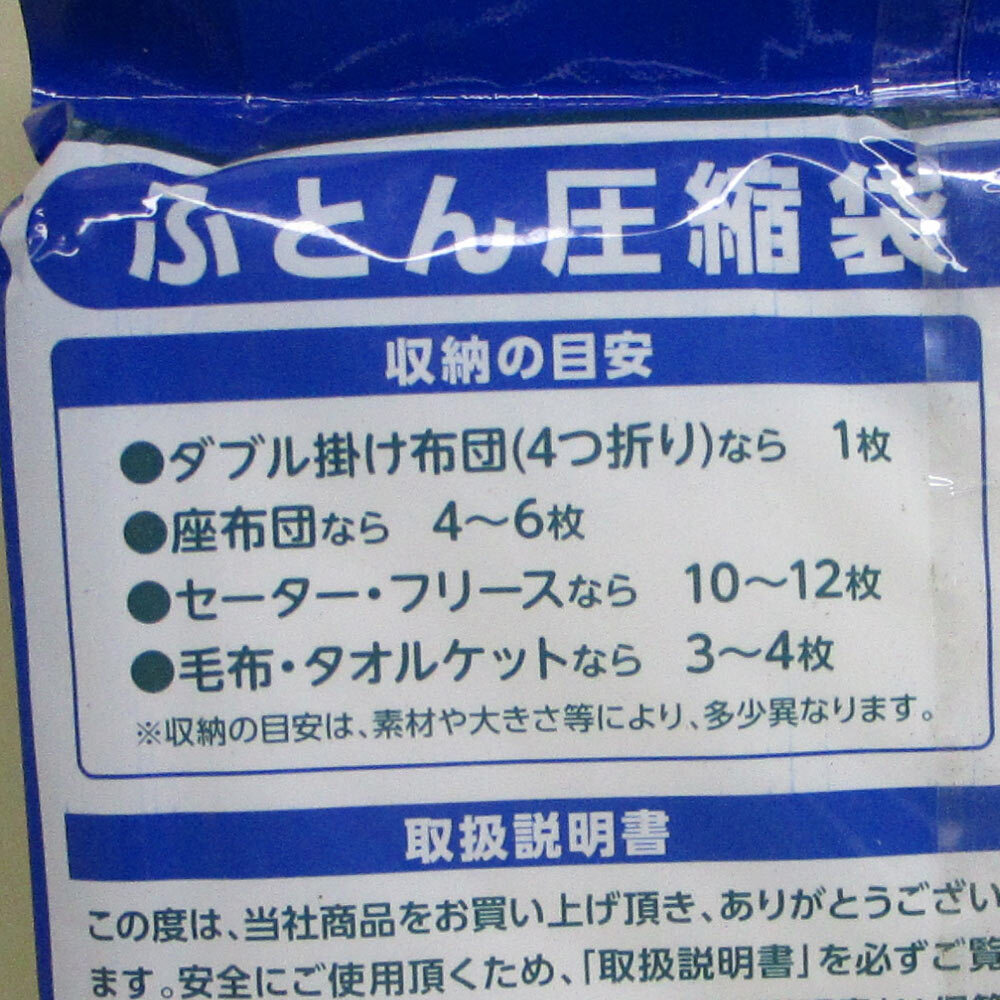 ふとん圧縮袋
収納の目安
●ダブル掛け布団(4つ折り)なら 1枚
●座布団なら 4〜6枚
●セーター・フリースなら 10〜12枚
●毛布・タオルケットなら 3〜4枚
※収納の目安は、素材や大きさ等により、多少異なります。
取扱説明書
この度は、当社商品をお買い上げ頂き、ありがとうござい
ます。安全にご使用頂くため、「取扱説明書」を必ずご覧